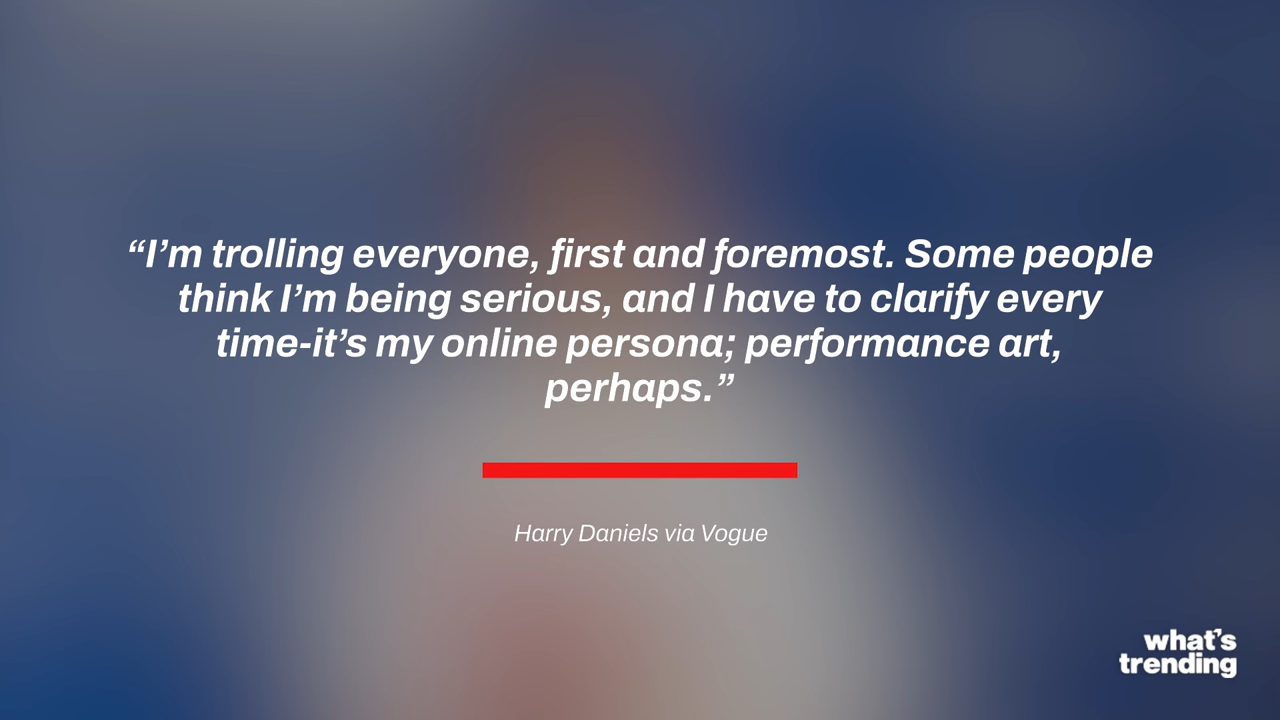 “I’m trolling everyone, first and foremost. Some people
think I’m being serious, and I have to clarify every
time-it’s my online persona; performance art,
perhaps.”
Harry Daniels via Vogue
what’s
trending